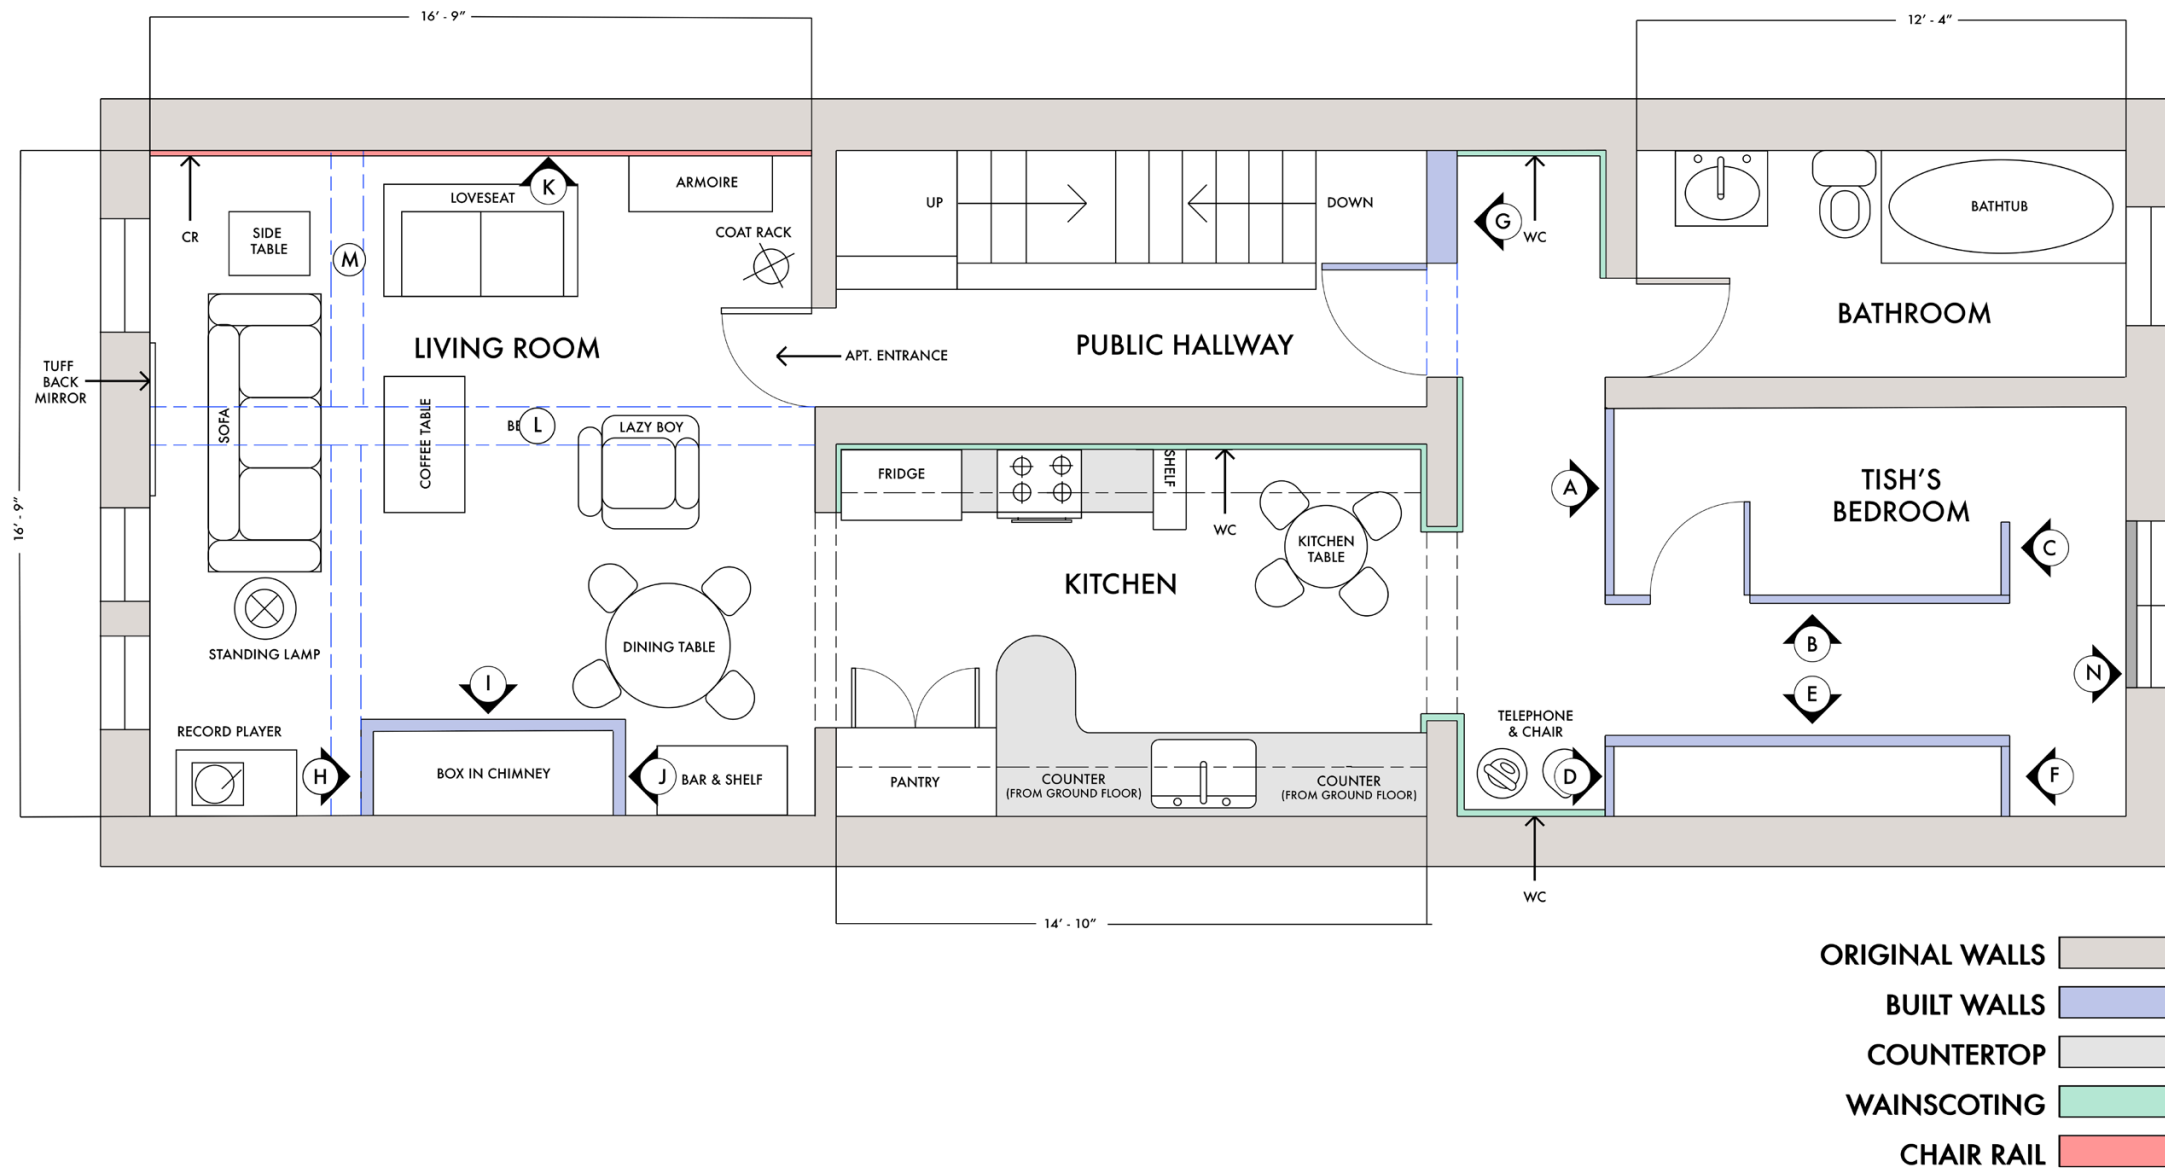 16' - 9"
12' - 4"
K
LOVESEAT
ARMOIRE
UP
DOWN
G
WC
BATHTUB
CR
SIDE
TABLE
M
COAT RACK
LIVING ROOM
PUBLIC HALLWAY
BATHROOM
APT. ENTRANCE
TUFF
BACK
MIRROR
SOFA
COFFEE TABLE
L
LAZY BOY
FRIDGE
SHELF
WC
A
TISH'S
BEDROOM
16' - 9"
KITCHEN
TABLE
C
KITCHEN
STANDING LAMP
DINING TABLE
B
I
E
N
RECORD PLAYER
TELEPHONE
& CHAIR
H
BOX IN CHIMNEY
J
BAR & SHELF
PANTRY
COUNTER
(FROM GROUND FLOOR)
COUNTER
(FROM GROUND FLOOR)
D
F
WC
14' - 10"
ORIGINAL WALLS
BUILT WALLS
COUNTERTOP
WAINSCOTING
CHAIR RAIL